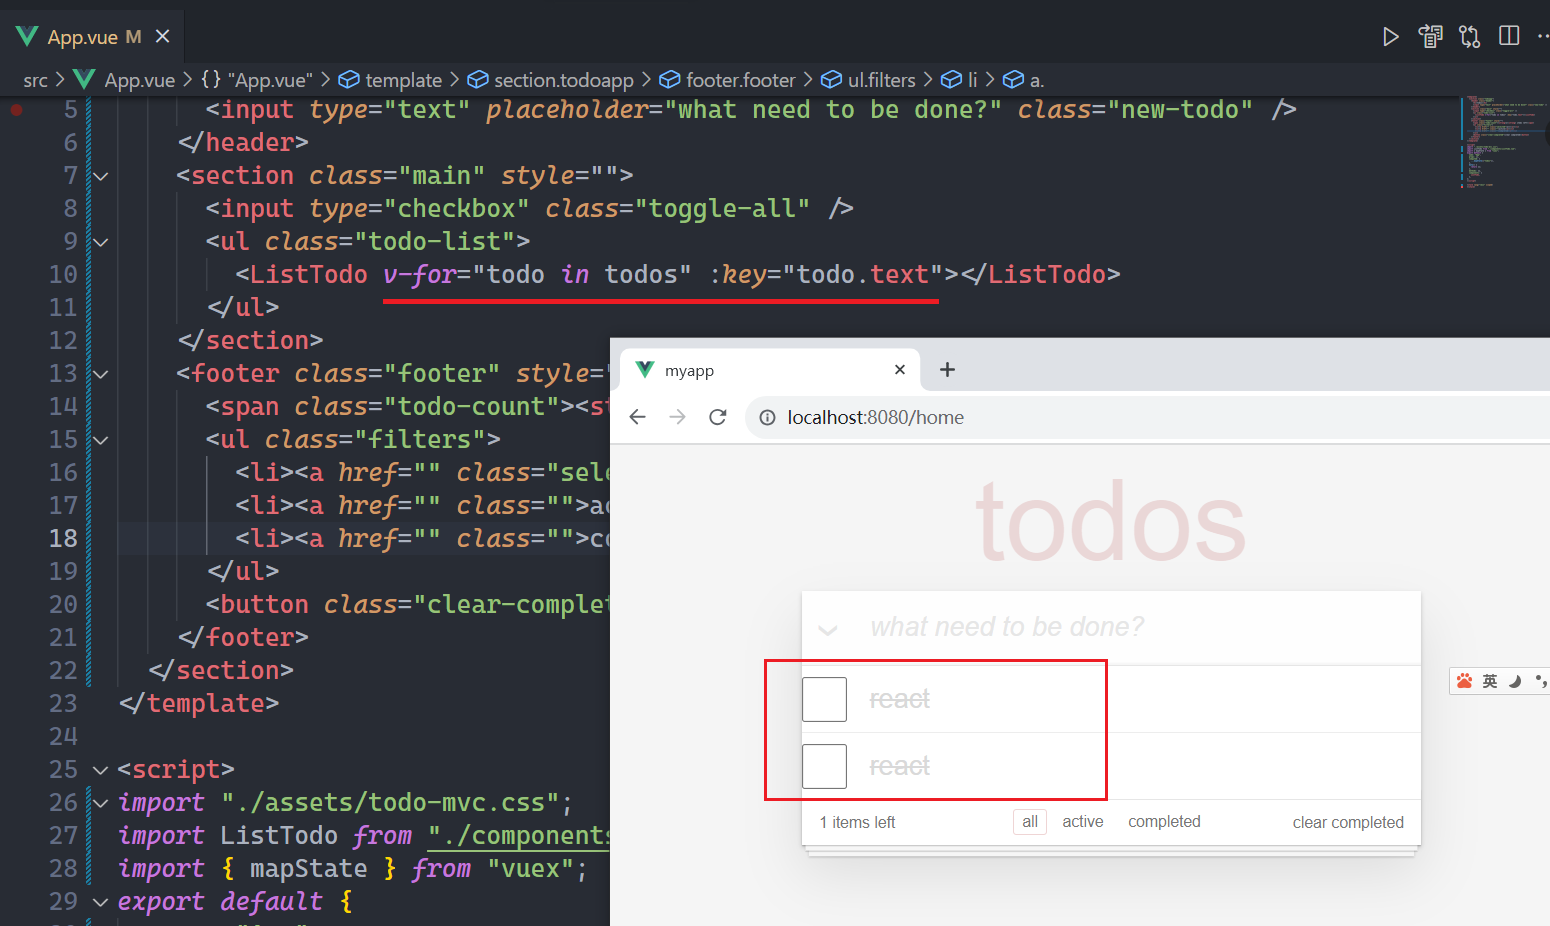 App.vue M
src > App.vue > {} "App.vue" > template > section.todoapp > footer.footer > ul.filters > li > a.
5 <input type="text" placeholder="what need to be done?" class="new-todo" />
6 </header>
7 <section class="main" style="">
8 <input type="checkbox" class="toggle-all" />
9 <ul class="todo-list">
10 <ListTodo v-for="todo in todos" :key="todo.text"></ListTodo>
11 </ul>
12 </section>
13 <footer class="footer" style="
14 <span class="todo-count"><st
15 <ul class="filters">
16 <li><a href="" class="sele
17 <li><a href="" class="">ac
18 <li><a href="" class="">co
19 </ul>
20 <button class="clear-complet
21 </footer>
22 </section>
23 </template>
24
25 <script>
26 import "./assets/todo-mvc.css";
27 import ListTodo from "./components
28 import { mapState } from "vuex";
29 export default {
myapp
localhost:8080/home
todos
what need to be done?
react
react
1 items left all active completed clear completed
英